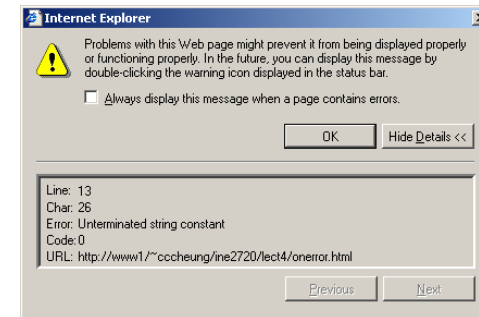 Internet Explorer
Problems with this Web page might prevent it from being displayed properly
or functioning properly. In the future, you can display this
message by
double-clicking the warning icon displayed in the status bar.
Always display this message when a page contains errors.
OK
Hide Details <<
Line: 13
Char: 26
Error: Unterminated string constant
Code: 0
URL: http://www1/~cccheung/ine2720/lect4/onerror.html
Previous
Next